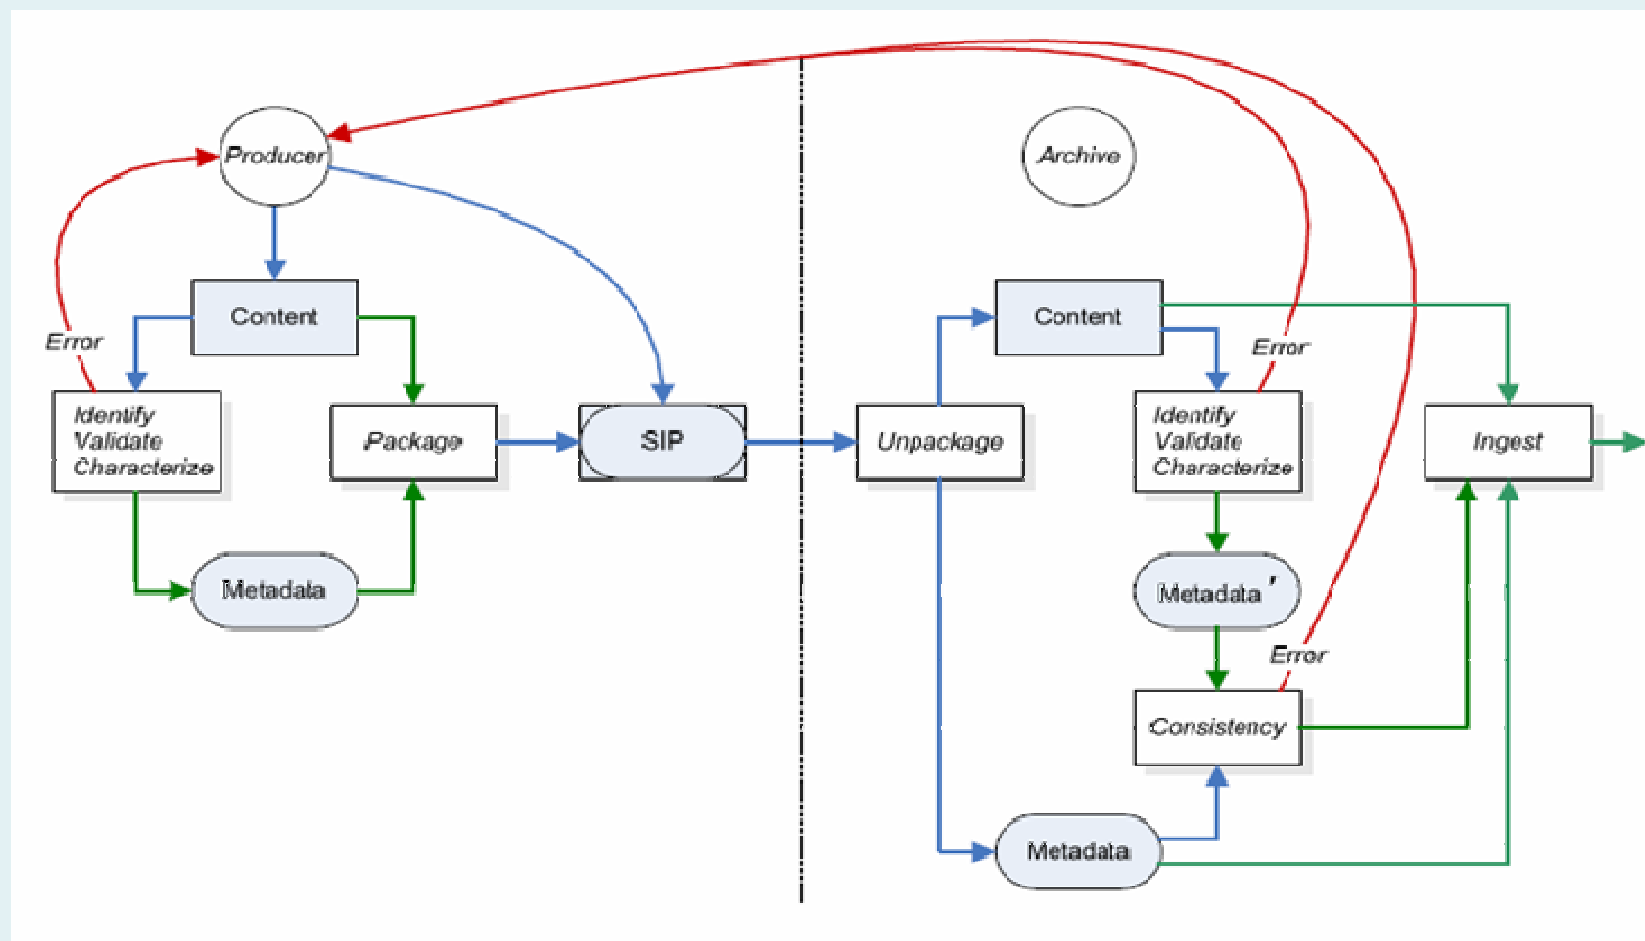 Producer
Archive
Content
Content
Error
Error
Identify
Validate
Characterize
Package
SIP
Unpackage
Identify
Validate
Characterize
Ingest
Metadata
Metadata'
Error
Consistency
Metadata